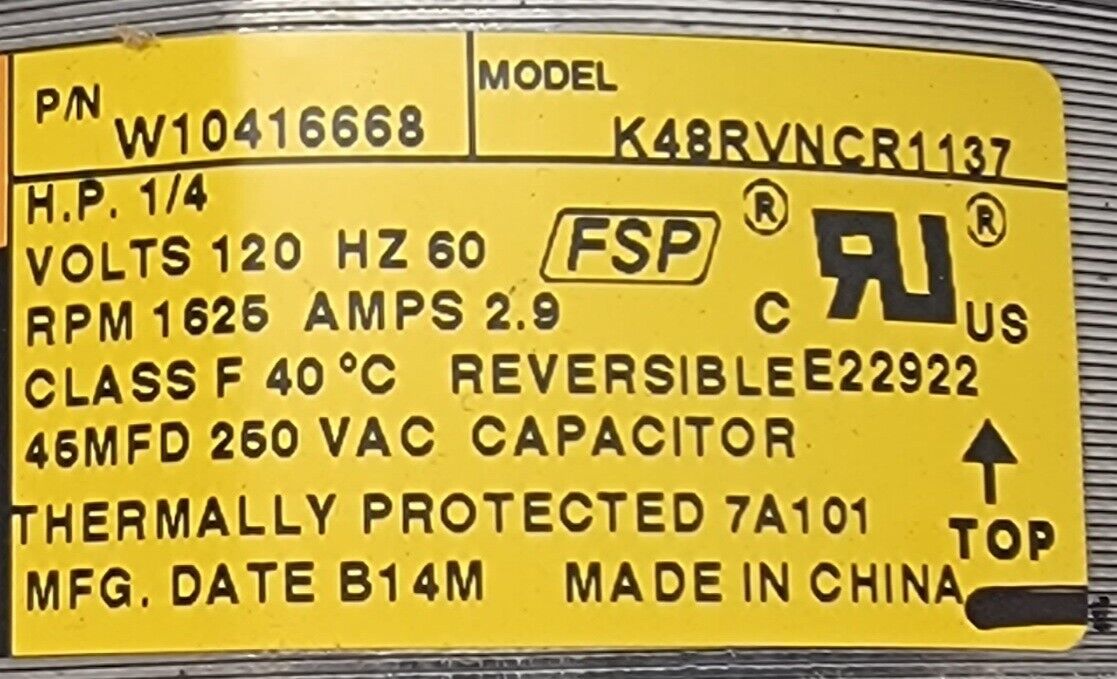 P/N W10416668
MODEL K48RVNCR1137
H.P. 1/4
VOLTS 120 HZ 60
FSP
® ®
C RU US
RPM 1625 AMPS 2.9
CLASS F 40 °C REVERSIBLE E22922
45MFD 250 VAC CAPACITOR
THERMALLY PROTECTED 7A101
TOP
MFG. DATE B14M MADE IN CHINA